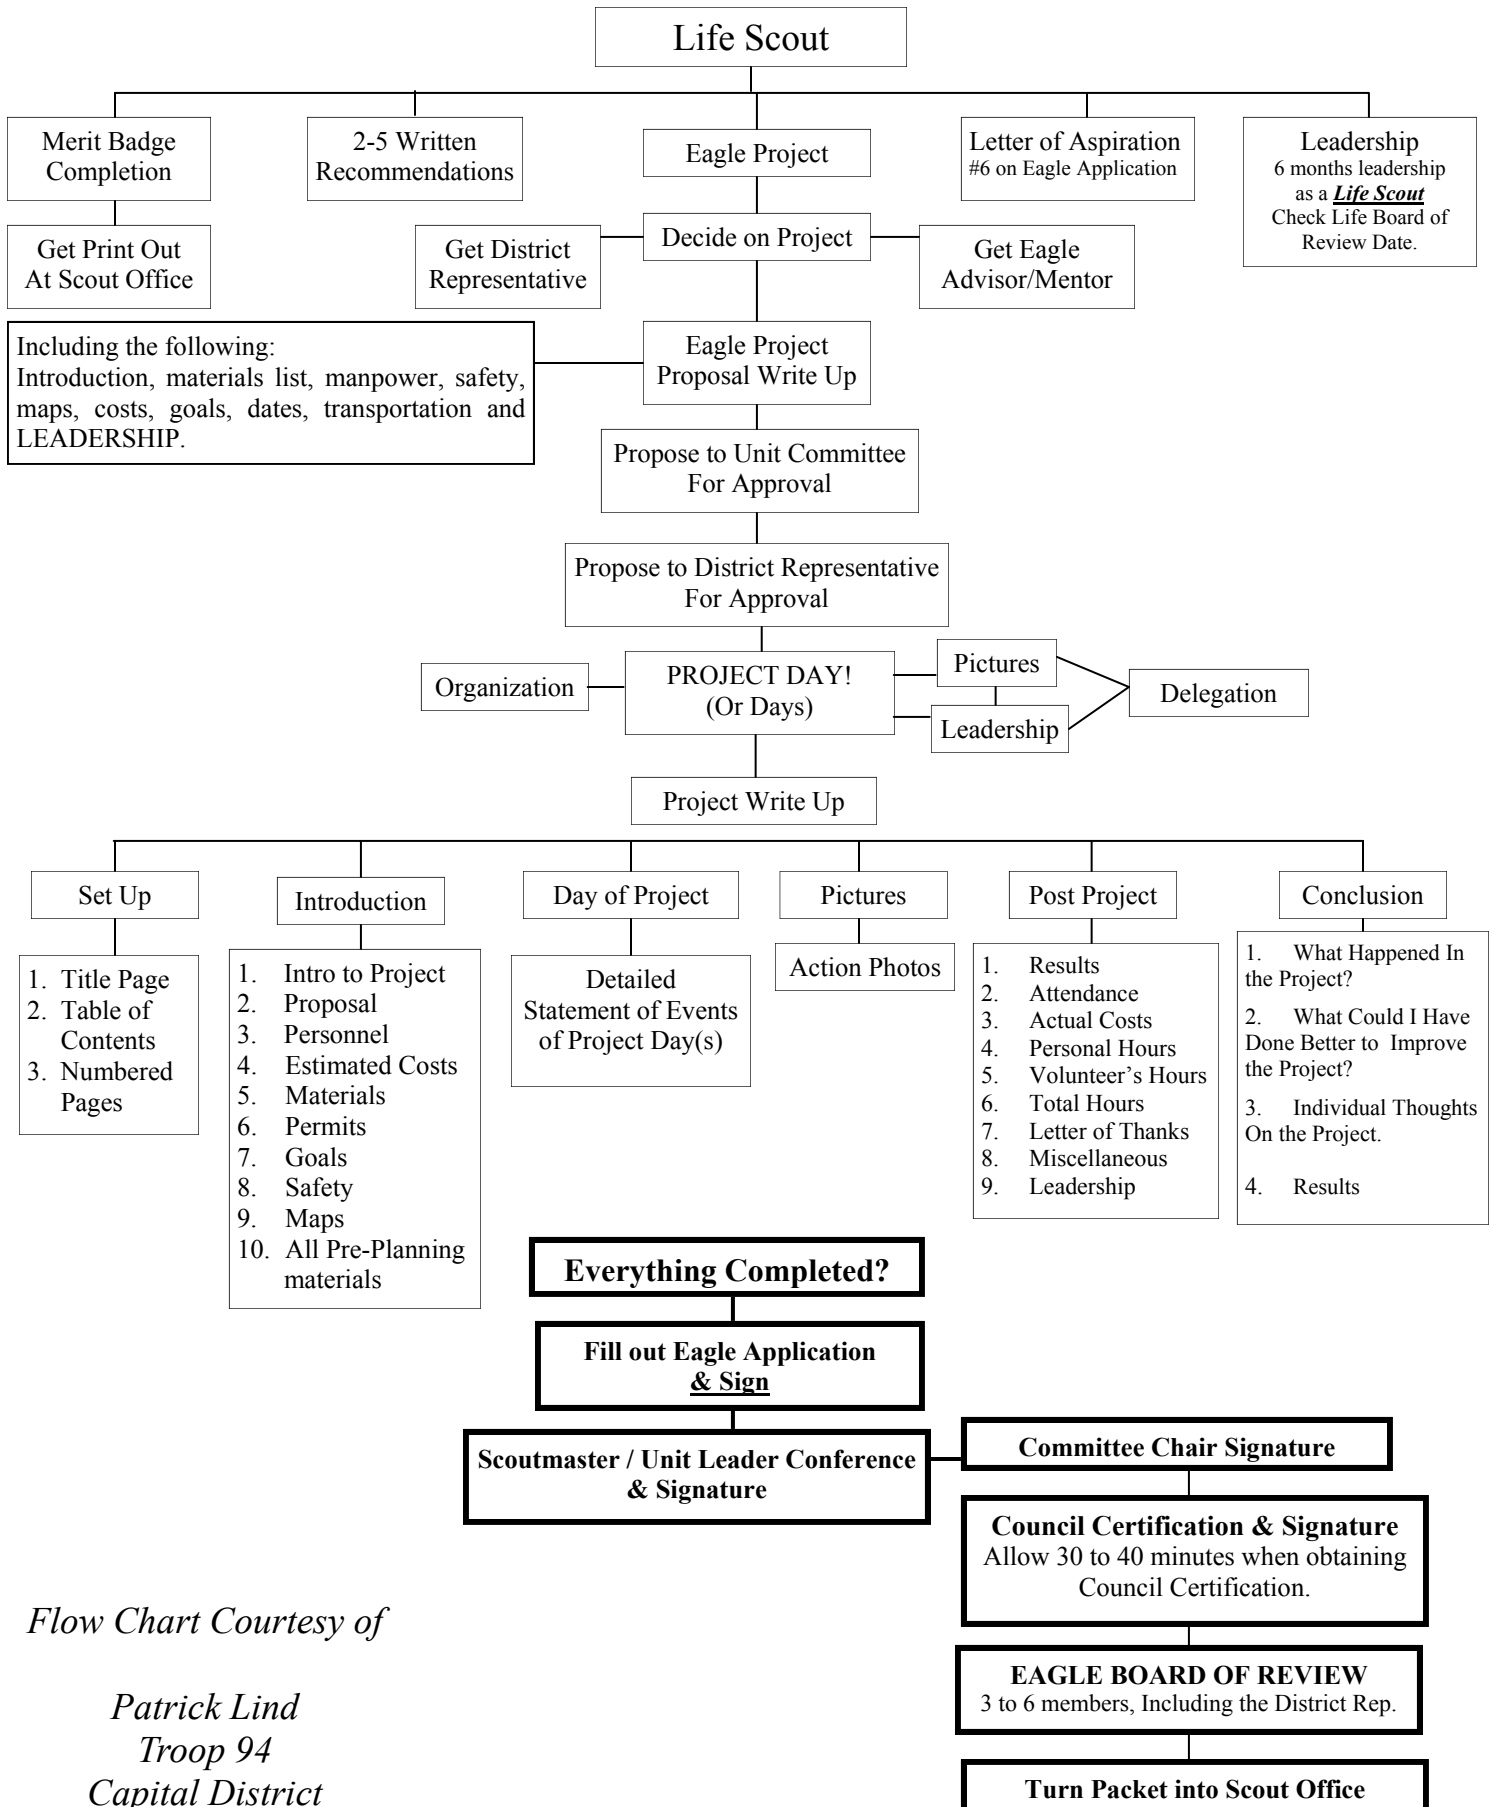 Life Scout
Merit Badge
Completion
2-5 Written
Recommendations
Eagle Project
Letter of Aspiration
#6 on Eagle Application
Leadership
6 months leadership
as a Life Scout
Check Life Board of
Review Date.
Get Print Out
At Scout Office
Get District
Representative
Decide on Project
Get Eagle
Advisor/Mentor
Including the following:
Introduction, materials list, manpower, safety,
maps, costs, goals, dates, transportation and
LEADERSHIP.
Eagle Project
Proposal Write Up
Propose to Unit Committee
For Approval
Propose to District Representative
For Approval
Organization
PROJECT DAY!
(Or Days)
Pictures
Leadership
Delegation
Project Write Up
Set Up
1. Title Page
2. Table of
Contents
3. Numbered
Pages
Introduction
1. Intro to Project
2. Proposal
3. Personnel
4. Estimated Costs
5. Materials
6. Permits
7. Goals
8. Safety
9. Maps
10. All Pre-Planning
materials
Day of Project
Detailed
Statement of Events
of Project Day(s)
Pictures
Action Photos
Post Project
1. Results
2. Attendance
3. Actual Costs
4. Personal Hours
5. Volunteer's Hours
6. Total Hours
7. Letter of Thanks
8. Miscellaneous
9. Leadership
Conclusion
1. What Happened In
the Project?
2. What Could I Have
Done Better to Improve
the Project?
3. Individual Thoughts
On the Project.
4. Results
Everything Completed?
Fill out Eagle Application
& Sign
Scoutmaster / Unit Leader Conference
& Signature
Committee Chair Signature
Council Certification & Signature
Allow 30 to 40 minutes when obtaining
Council Certification.
EAGLE BOARD OF REVIEW
3 to 6 members, Including the District Rep.
Turn Packet into Scout Office
Flow Chart Courtesy of
Patrick Lind
Troop 94
Capital District